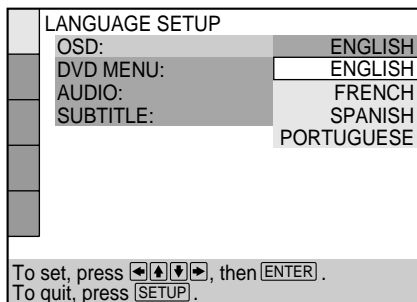 LANGUAGE SETUP
OSD: ENGLISH
DVD MENU: ENGLISH
AUDIO: FRENCH
SUBTITLE: SPANISH
PORTUGUESE
To set, press ←↑↓→, then ENTER.
To quit, press SETUP.